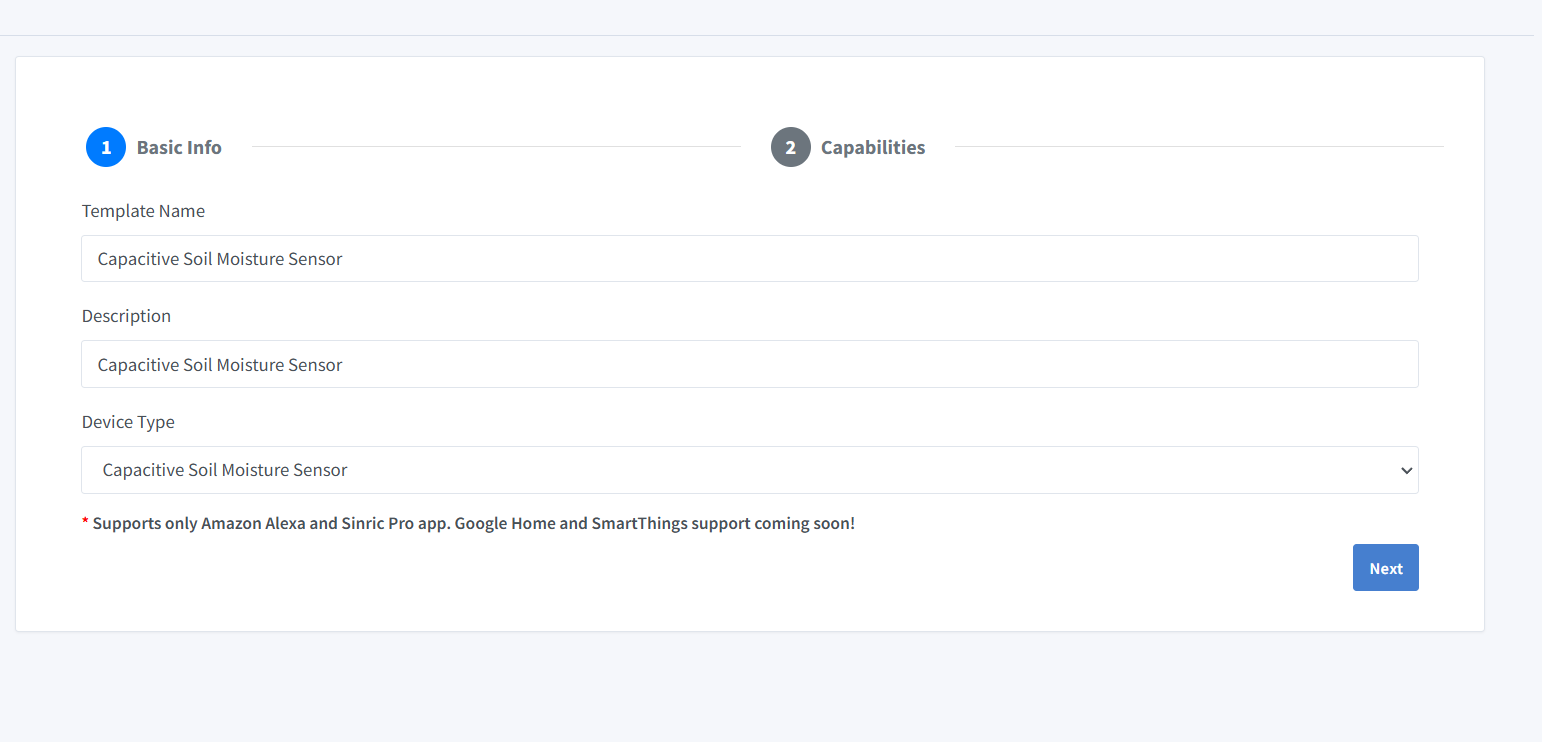 1 Basic Info
2 Capabilities
Template Name
Capacitive Soil Moisture Sensor
Description
Capacitive Soil Moisture Sensor
Device Type
Capacitive Soil Moisture Sensor
* Supports only Amazon Alexa and Sinric Pro app. Google Home and SmartThings support coming soon!
Next